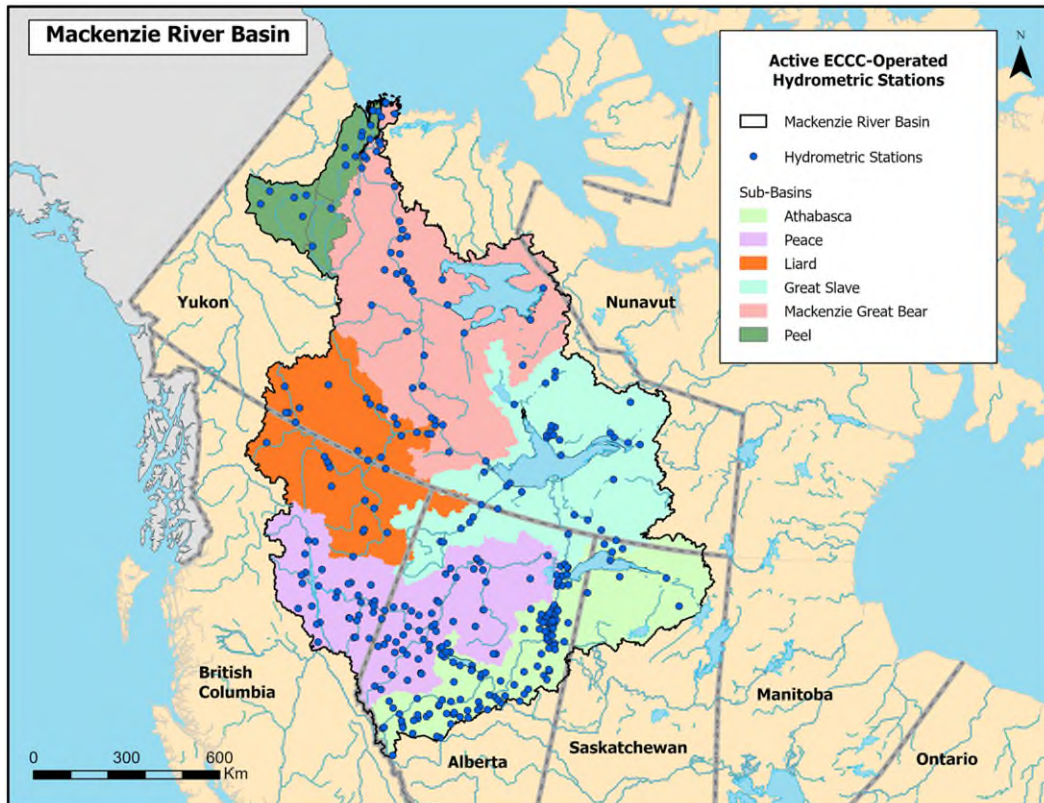 Mackenzie River Basin
Active ECCC-Operated
Hydrometric Stations
Mackenzie River Basin
Hydrometric Stations
Sub-Basins
Athabasca
Peace
Liard
Great Slave
Mackenzie Great Bear
Peel
N
Yukon
Nunavut
British
Columbia
Alberta
Saskatchewan
Manitoba
Ontario
0 300 600
Km